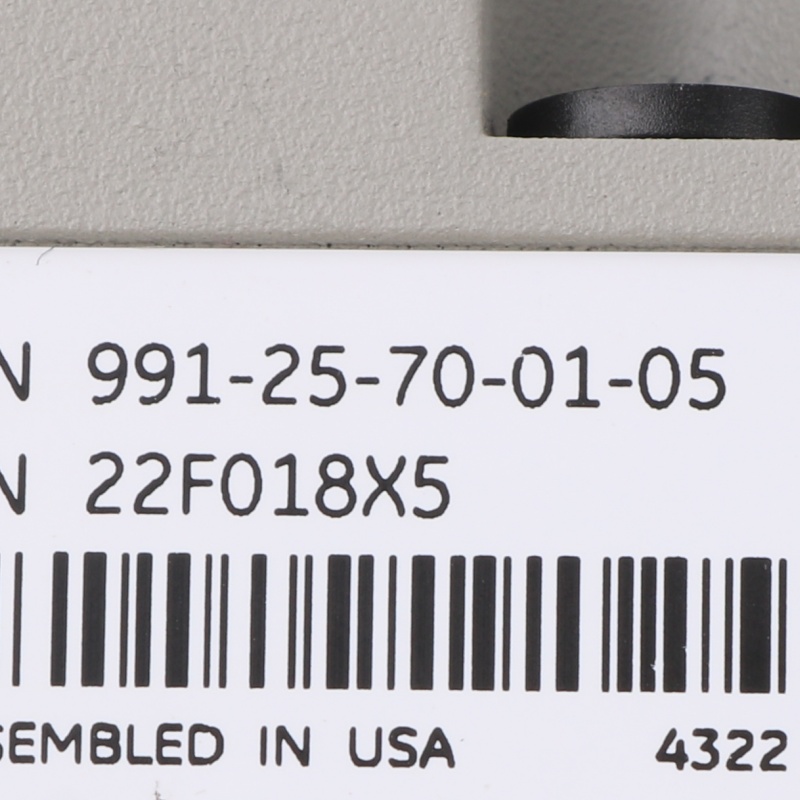 N 991-25-70-01-05
N 22F018X5
SEMBLED IN USA 4322